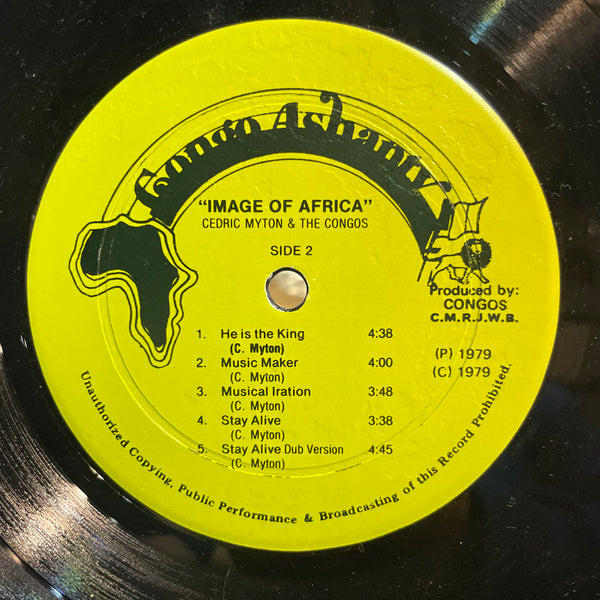 Congo Ashanty
"IMAGE OF AFRICA"
CEDRIC MYTON & THE CONGOS
SIDE 2
Produced by:
CONGOS
C.M.R.J.W.B.
(P) 1979
(C) 1979
1. He is the King 4:38
(C. Myton)
2. Music Maker 4:00
(C. Myton)
3. Musical Iration 3:48
(C. Myton)
4. Stay Alive 3:38
(C. Myton)
5. Stay Alive Dub Version 4:45
(C. Myton)
Unauthorized Copying, Public Performance & Broadcasting of this Record Prohibited.